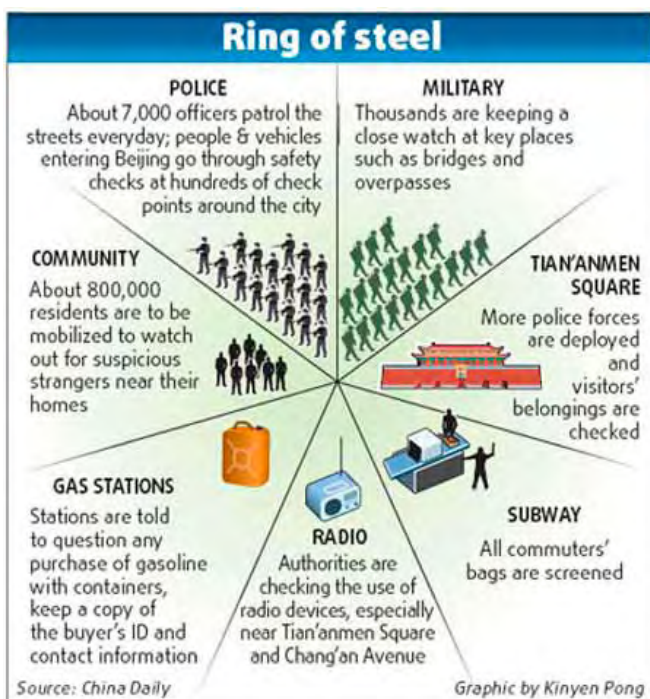 Ring of steel
POLICE
About 7,000 officers patrol the
streets everyday; people & vehicles
entering Beijing go through safety
checks at hundreds of check
points around the city
MILITARY
Thousands are keeping a
close watch at key places
such as bridges and
overpasses
COMMUNITY
About 800,000
residents are to be
mobilized to watch
out for suspicious
strangers near their
homes
TIAN'ANMEN
SQUARE
More police forces
are deployed
and
visitors'
belongings are
checked
GAS STATIONS
Stations are told
to question any
purchase of gasoline
with containers,
keep a copy of
the buyer's ID and
contact information
RADIO
Authorities are
checking the use of
radio devices, especially
near Tian'anmen Square
and Chang'an Avenue
SUBWAY
All commuters'
bags are screened
Source: China Daily
Graphic by Kinyen Pong